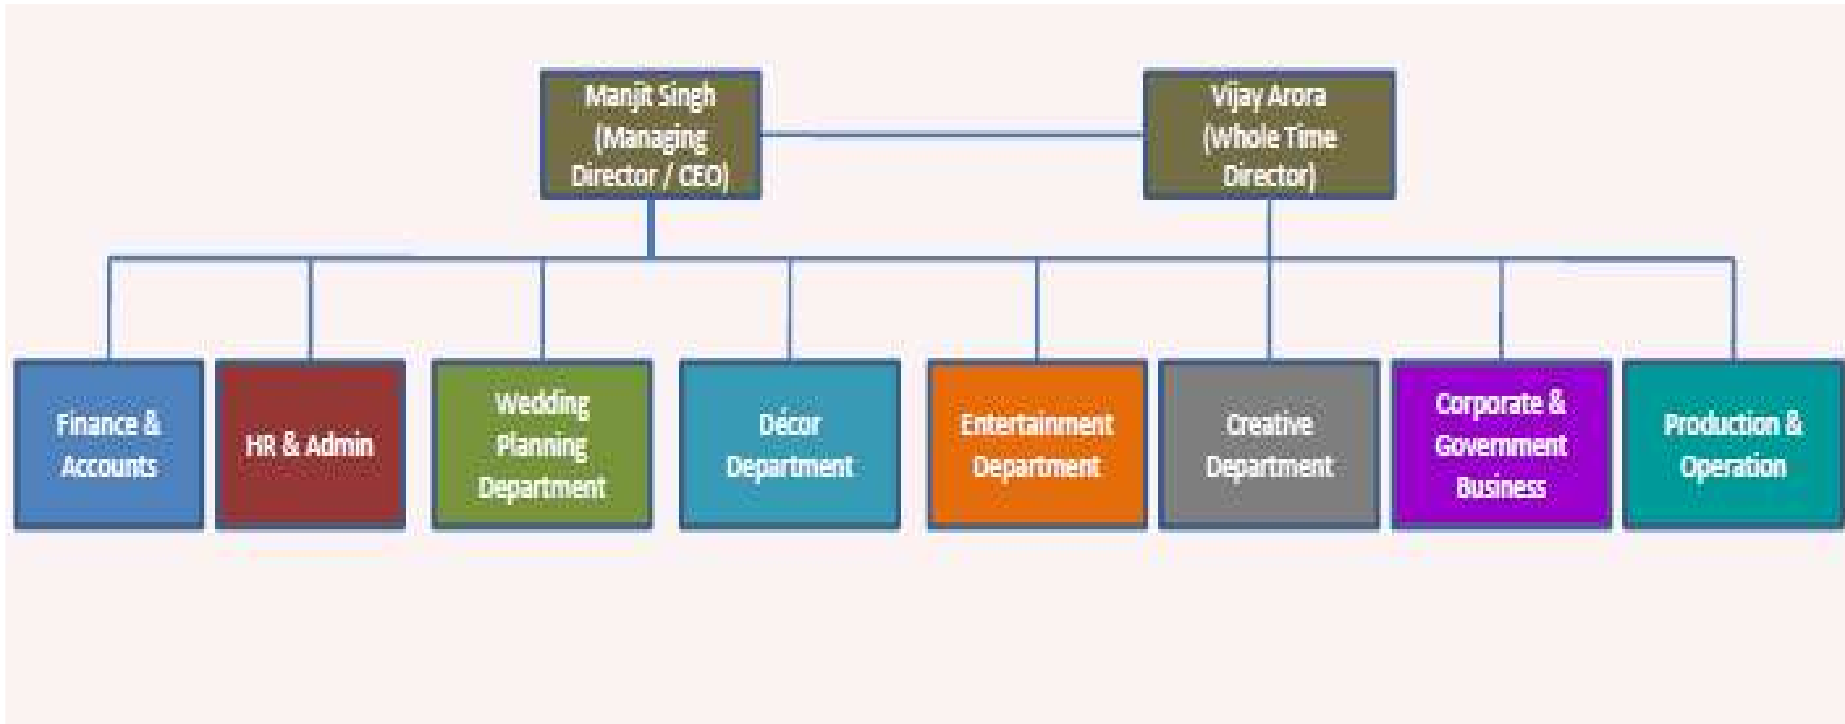 Manjit Singh
(Managing
Director / CEO)
Vijay Arora
(Whole Time
Director)
Finance &
Accounts
HR & Admin
Wedding
Planning
Department
Décor
Department
Entertainment
Department
Creative
Department
Corporate &
Government
Business
Production &
Operation